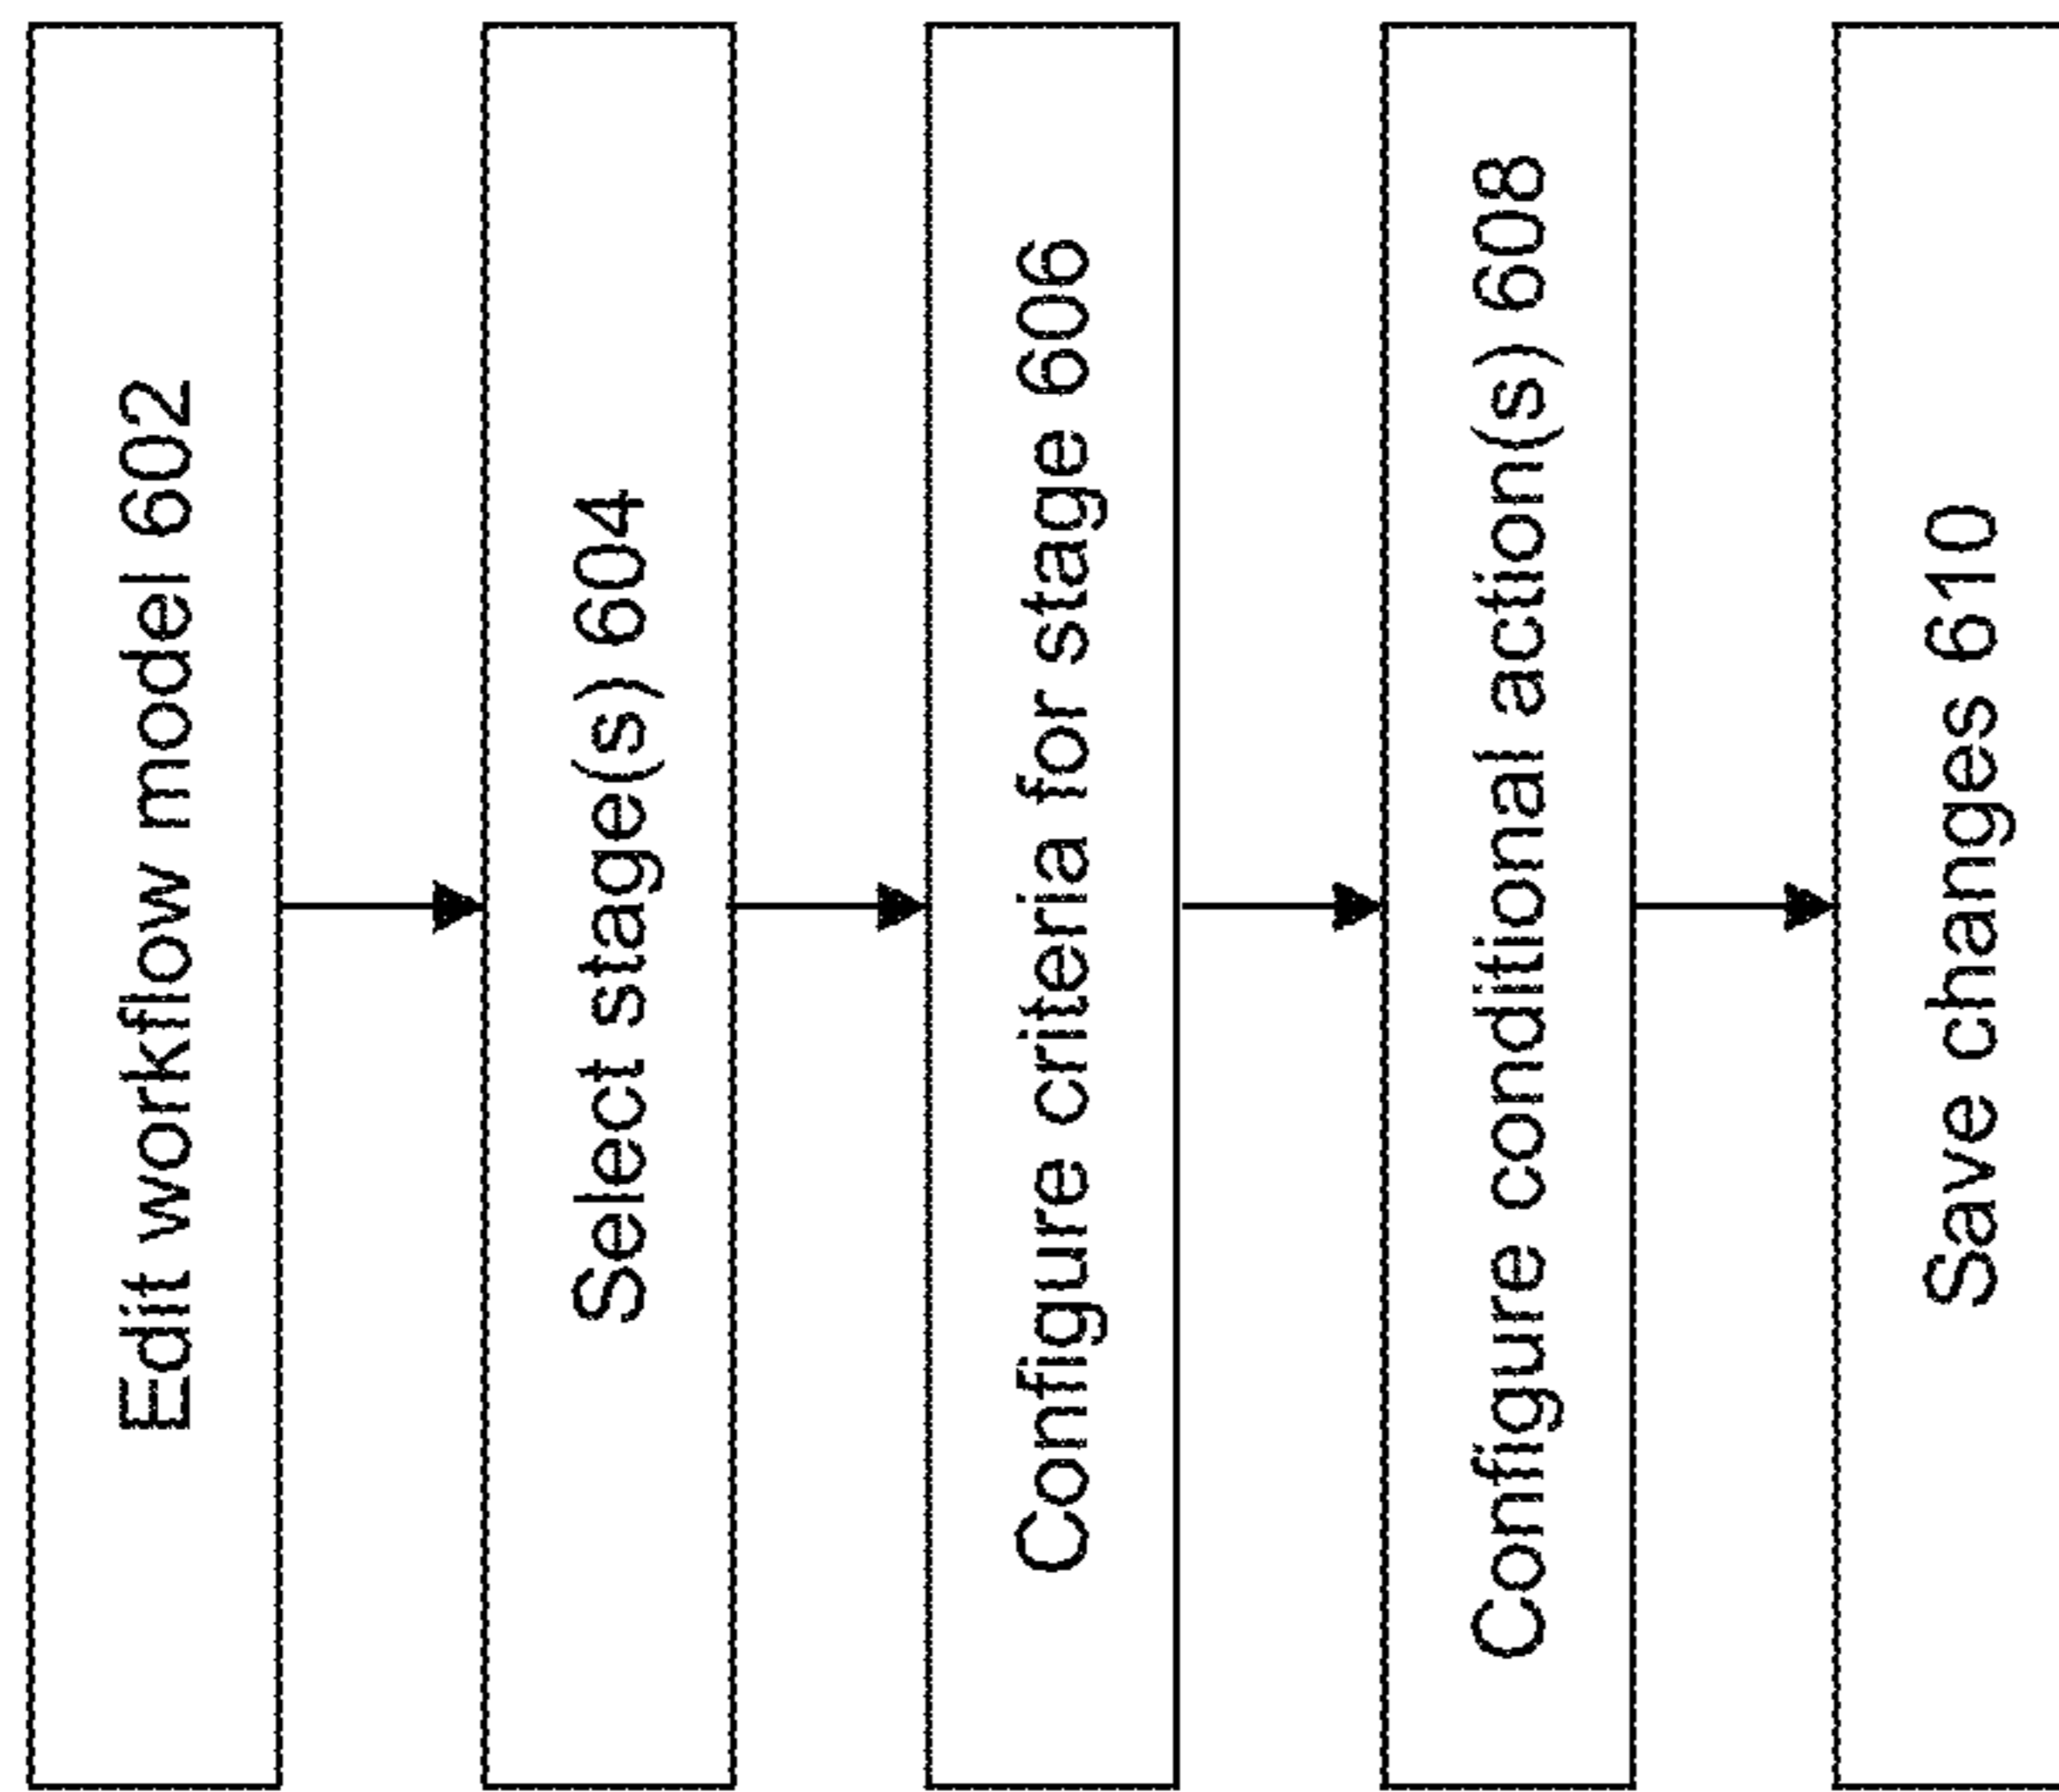 Edit workflow model 602
Select stage(s) 604
Configure criteria for stage 606
Configure conditional action(s) 608
Save changes 610